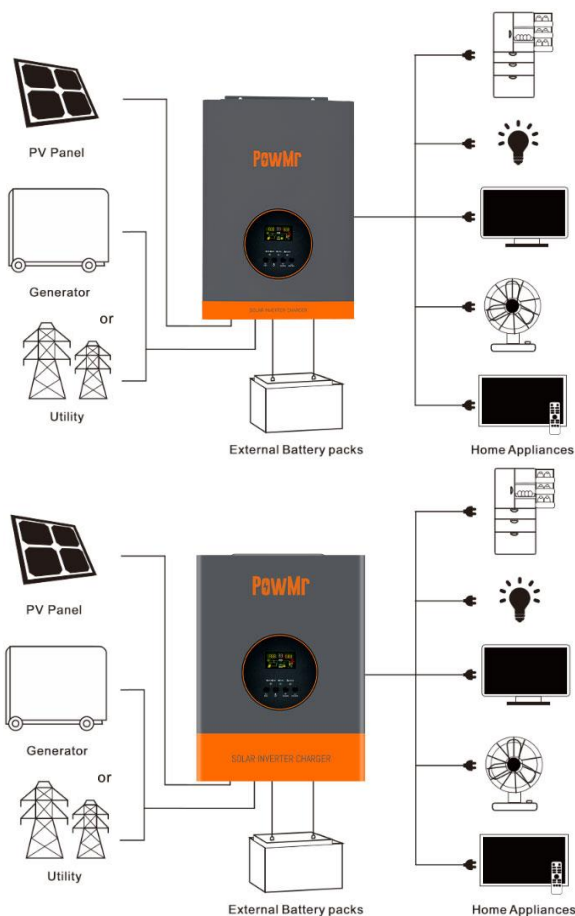 PowMr
PV Panel
SOLAR INVERTER CHARGER
Generator
or
Utility
External Battery packs
Home Appliances
PowMr
PV Panel
SOLAR INVERTER CHARGER
Generator
or
Utility
External Battery packs
Home Appliances